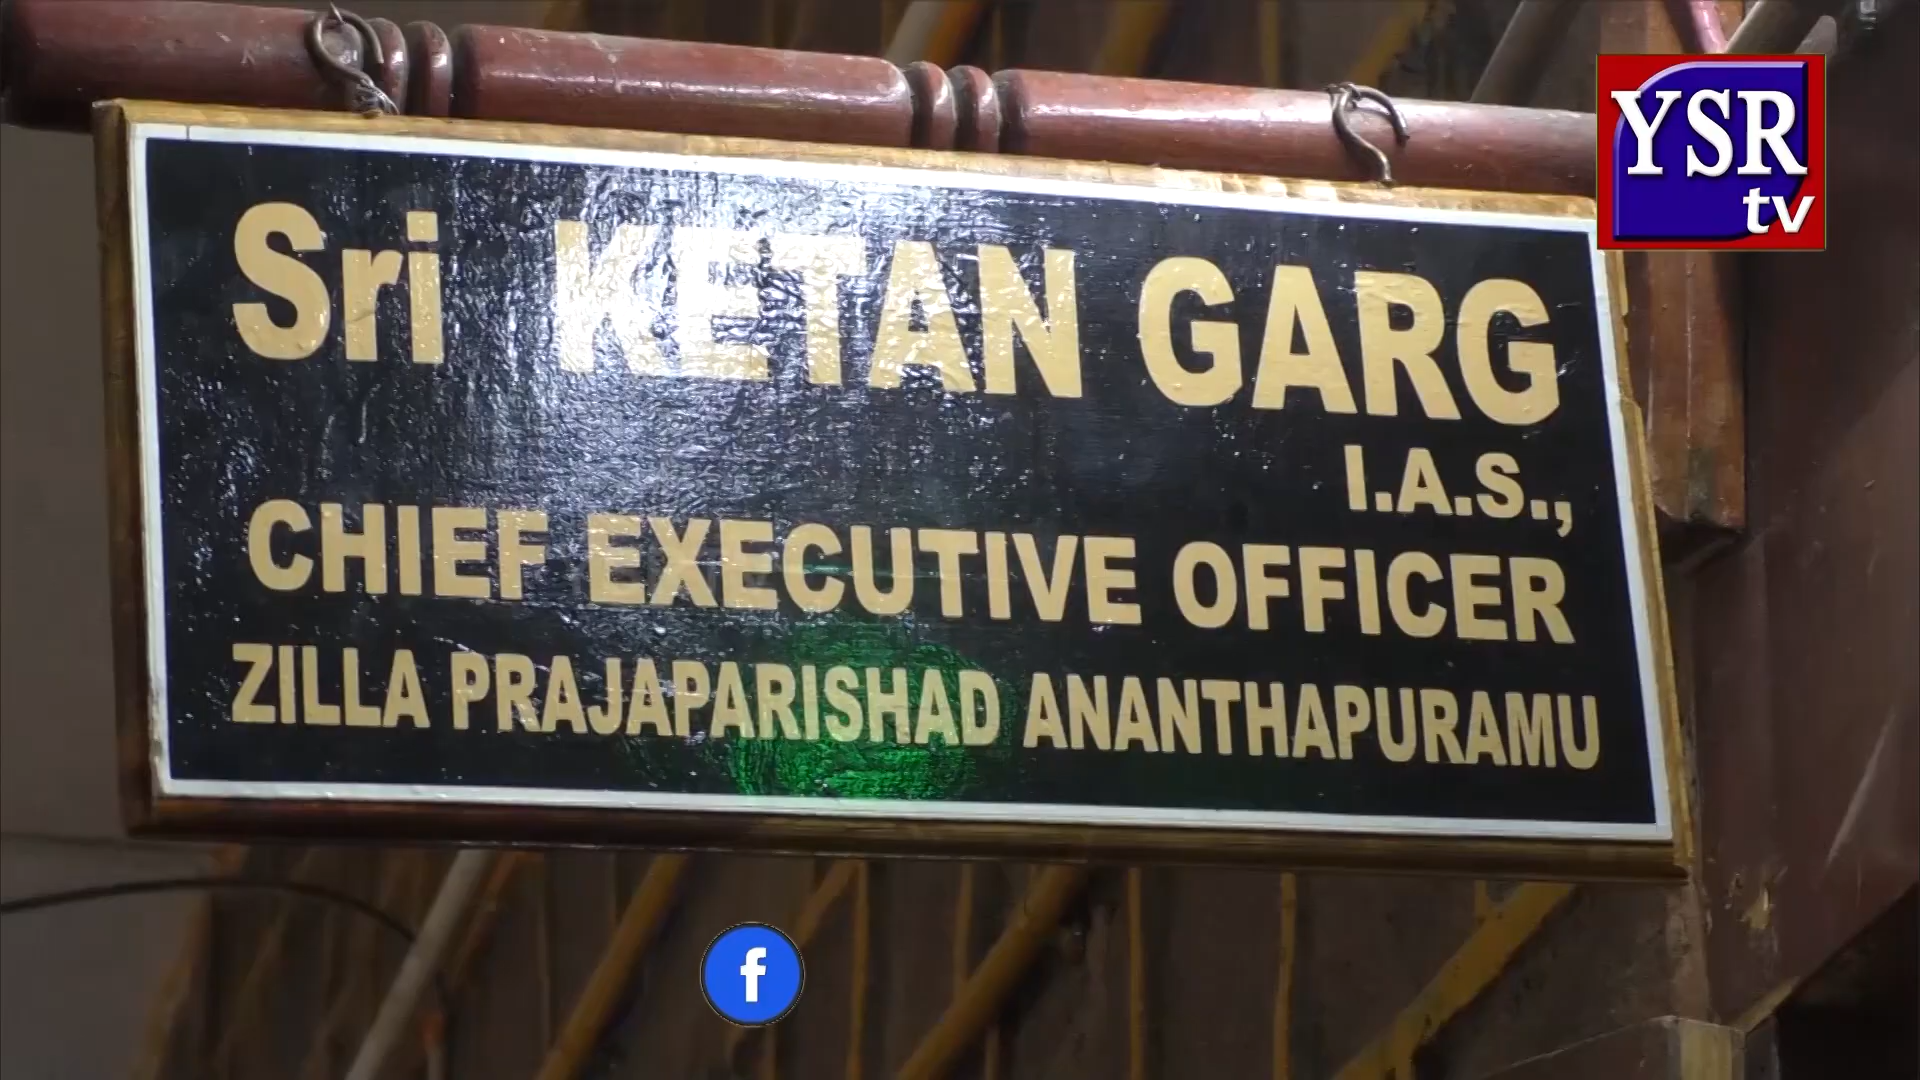 YSR
tv
Sri KETAN GARG
I.A.S.,
CHIEF EXECUTIVE OFFICER
ZILLA PRAJAPARISHAD ANANTHAPURAMU
f